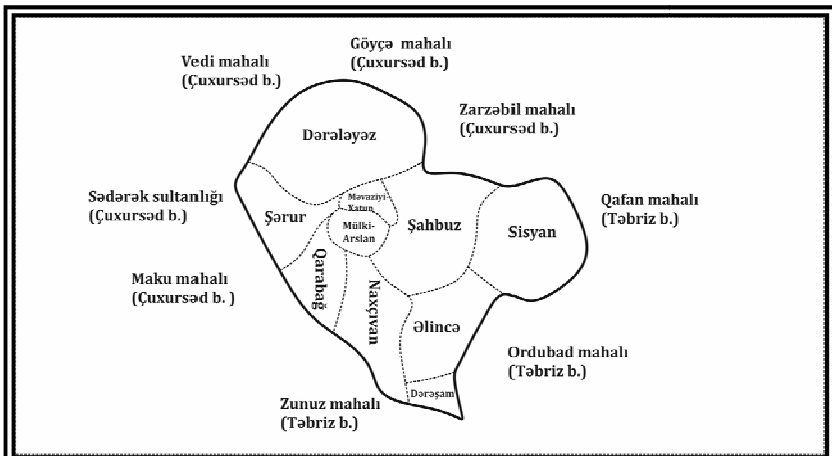 Göyçə mahalı
(Çuxursəd b.)
Vedi mahalı
(Çuxursəd b.)
Zarzəbil mahalı
(Çuxursəd b.)
Dərələyəz
Sədərək sultanlığı
(Çuxursəd b.)
Məvaziyi-
Xatun
Qafan mahalı
(Təbriz b.)
Şərur
Mülki-
Arslan
Şahbuz
Sisyan
Maku mahalı
(Çuxursəd b. )
Qarabağ
Naxçıvan
Əlincə
Ordubad mahalı
(Təbriz b.)
Dərəşam
Zunuz mahalı
(Təbriz b.)